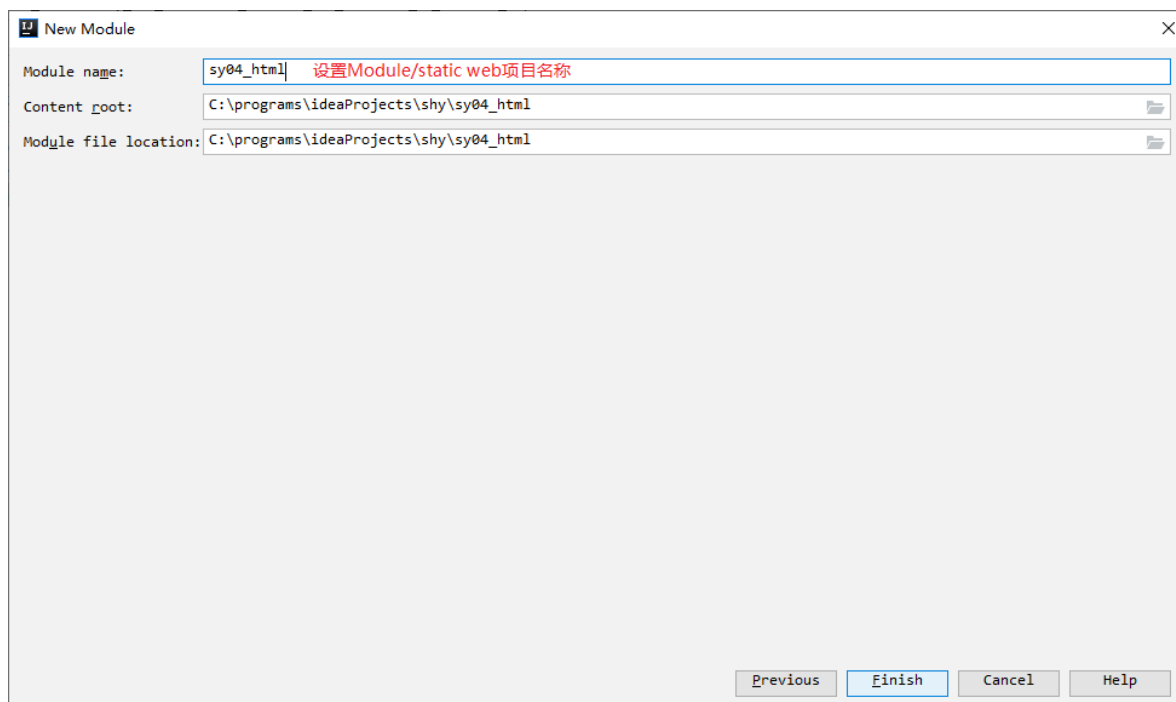 New Module
Module name: sy04_html 设置Module/static web项目名称
Content root: C:\programs\ideaProjects\shy\sy04_html
Module file location: C:\programs\ideaProjects\shy\sy04_html
Previous Finish Cancel Help